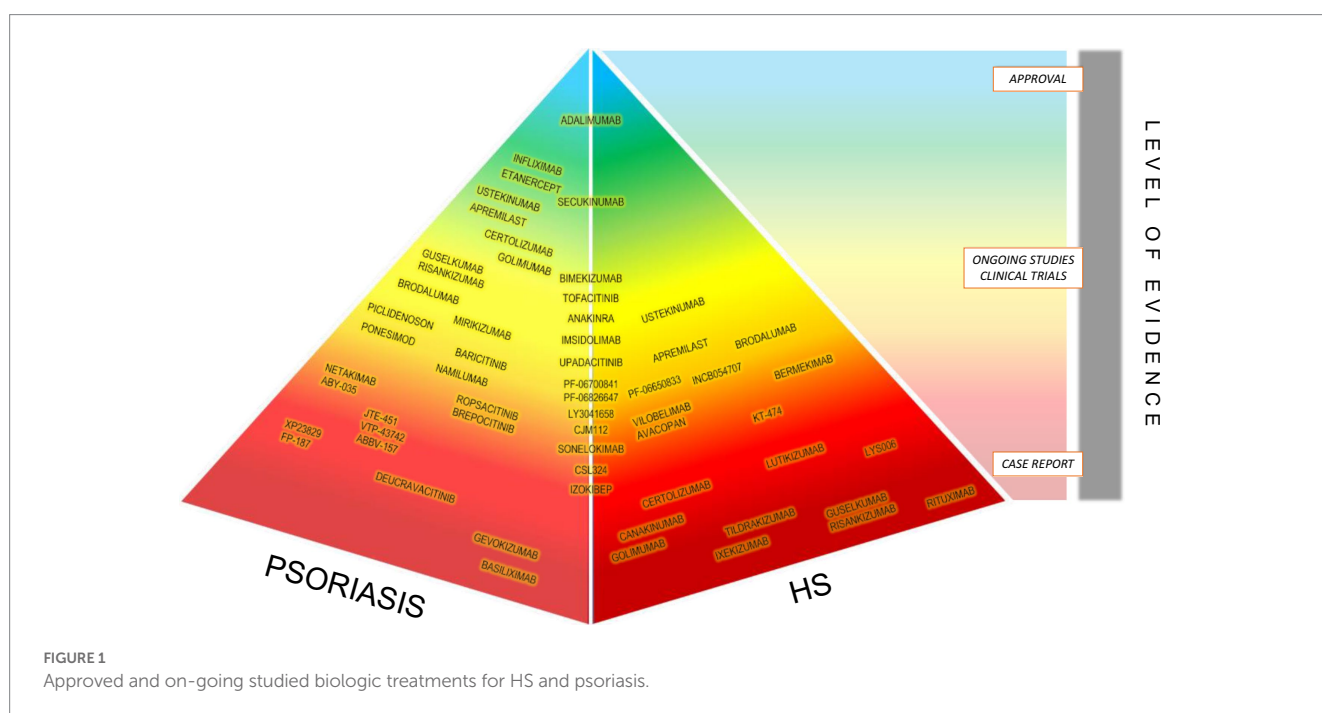 APPROVAL
ADALIMUMAB
INFLIXIMAB
ETANERCEPT
USTEKINUMAB
SECUKINUMAB
APREMILAST
CERTOLIZUMAB
GOLIMUMAB
GUSELKUMAB
RISANKIZUMAB
BRODALUMAB
PICLIDENOSON
MIRIKIZUMAB
PONESIMOD
BARICITINIB
NAMILUMAB
NETAKIMAB
ABY-035
ROPSACITINIB
BREPOCITINIB
JTE-451
VTP-43742
ABBV-157
XP23829
FP-187
DEUCRAVACITINIB
GEVOKIZUMAB
BASILIXIMAB
BIMEKIZUMAB
TOFACITINIB
ANAKINRA
IMSIDOLIMAB
UPADACITINIB
PF-06700841
PF-06826647
LY3041658
CJM112
SONELOKIMAB
CSL324
IZOKIBEP
USTEKINUMAB
APREMILAST
BRODALUMAB
PF-06650833
INCB054707
BERMEKIMAB
VILOBELIMAB
AVACOPAN
KT-474
LUTIKIZUMAB
LYS006
CERTOLIZUMAB
CANAKINUMAB
GOLIMUMAB
TILDRAKIZUMAB
IXEKIZUMAB
GUSELKUMAB
RISANKIZUMAB
RITUXIMAB
ONGOING STUDIES
CLINICAL TRIALS
CASE REPORT
LEVEL OF EVIDENCE
PSORIASIS
HS
FIGURE 1
Approved and on-going studied biologic treatments for HS and psoriasis.